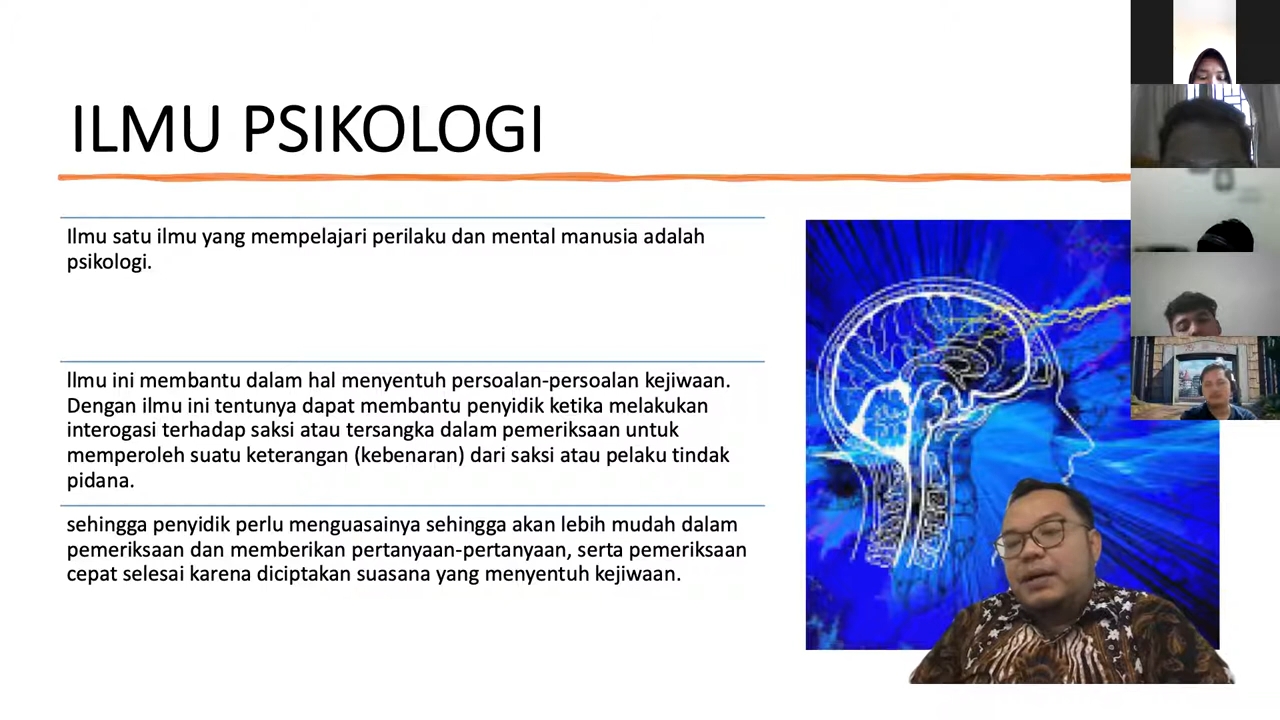 ILMU PSIKOLOGI
Ilmu satu ilmu yang mempelajari perilaku dan mental manusia adalah
psikologi.
Ilmu ini membantu dalam hal menyentuh persoalan-persoalan kejiwaan.
Dengan ilmu ini tentunya dapat membantu penyidik ketika melakukan
interogasi terhadap saksi atau tersangka dalam pemeriksaan untuk
memperoleh suatu keterangan (kebenaran) dari saksi atau pelaku tindak
pidana.
sehingga penyidik perlu menguasainya sehingga akan lebih mudah dalam
pemeriksaan dan memberikan pertanyaan-pertanyaan, serta pemeriksaan
cepat selesai karena diciptakan suasana yang menyentuh kejiwaan.